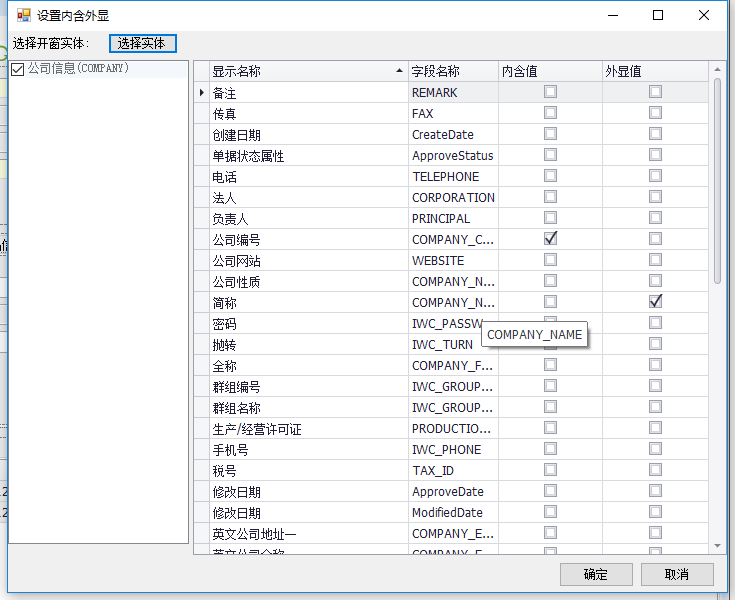 设置内含外显
选择开窗实体: 选择实体
公司信息(COMPANY)
显示名称 字段名称 内含值 外显值
备注 REMARK
传真 FAX
创建日期 CreateDate
单据状态属性 ApproveStatus
电话 TELEPHONE
法人 CORPORATION
负责人 PRINCIPAL
公司编号 COMPANY_C...
公司网站 WEBSITE
公司性质 COMPANY_N...
简称 COMPANY_N...
密码 IWC_PASSW
COMPANY_NAME
抛转 IWC_TURN
全称 COMPANY_F...
群组编号 IWC_GROUP...
群组名称 IWC_GROUP...
生产/经营许可证 PRODUCTIO...
手机号 IWC_PHONE
税号 TAX_ID
修改日期 ApproveDate
修改日期 ModifiedDate
英文公司地址一 COMPANY_E...
英文公司全称 COMPANY_E...
确定 取消